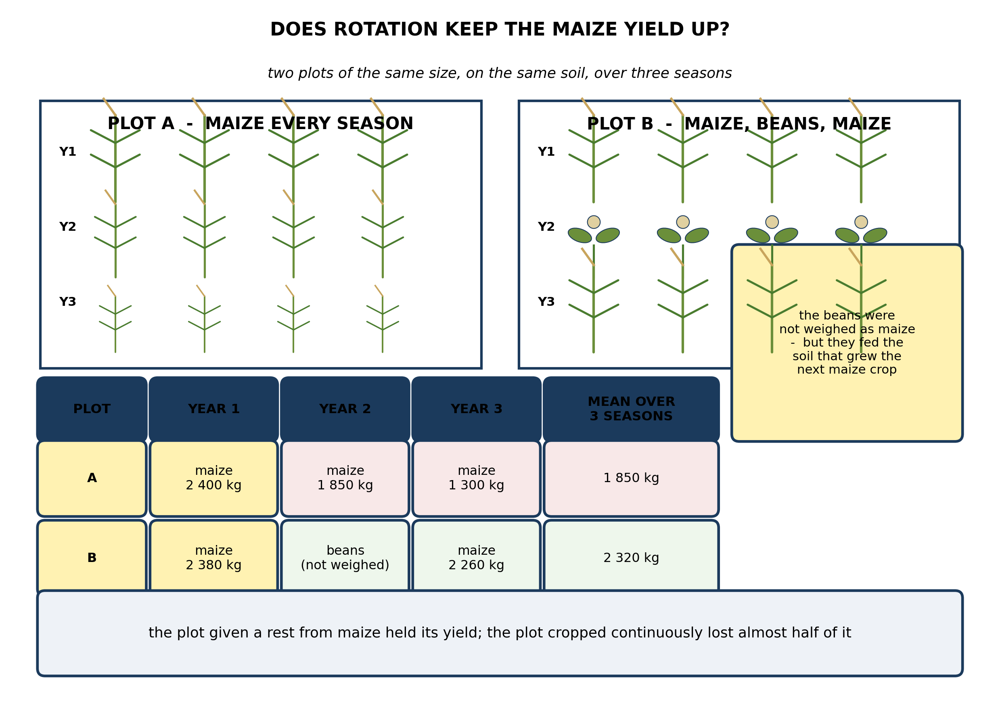 DOES ROTATION KEEP THE MAIZE YIELD UP?
two plots of the same size, on the same soil, over three seasons
PLOT A  -  MAIZE EVERY SEASON
Y1
Y2
Y3
PLOT B  -  MAIZE, BEANS, MAIZE
Y1
Y2
Y3
the beans were
not weighed as maize
-  but they fed the
soil that grew the
next maize crop
PLOT
YEAR 1
YEAR 2
YEAR 3
MEAN OVER
3 SEASONS
A
maize
2 400 kg
maize
1 850 kg
maize
1 300 kg
1 850 kg
B
maize
2 380 kg
beans
(not weighed)
maize
2 260 kg
2 320 kg
the plot given a rest from maize held its yield; the plot cropped continuously lost almost half of it